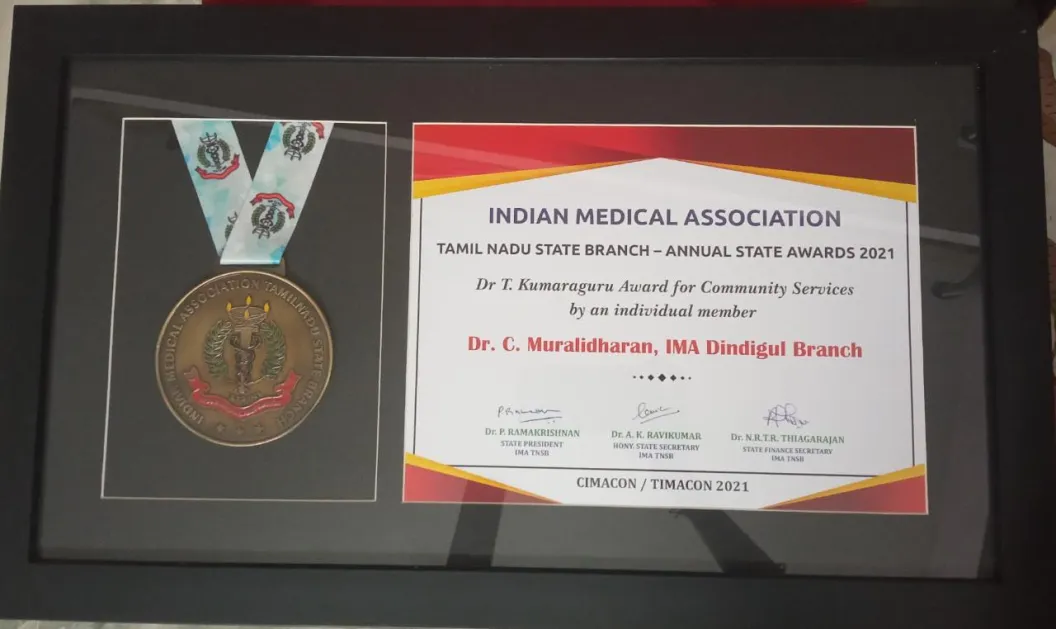 INDIAN MEDICAL ASSOCIATION TAMILNADU STATE BRANCH
INDIAN MEDICAL ASSOCIATION
TAMIL NADU STATE BRANCH – ANNUAL STATE AWARDS 2021
Dr T. Kumaraguru Award for Community Services
by an individual member
Dr. C. Muralidharan, IMA Dindigul Branch
Dr. P. RAMAKRISHNAN
STATE PRESIDENT
IMA TNSB
Dr. A. K. RAVIKUMAR
HONY. STATE SECRETARY
IMA TNSB
Dr. N.R.T.R. THIAGARAJAN
STATE FINANCE SECRETARY
IMA TNSB
CIMACON / TIMACON 2021